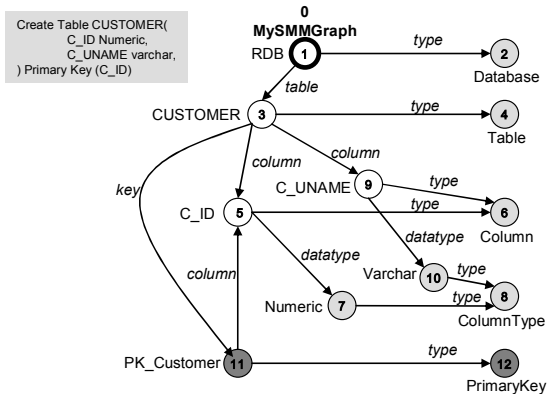 Create Table CUSTOMER(
C_ID Numeric,
C_UNAME varchar,
) Primary Key (C_ID)
0
MySMMGraph
RDB 1 type 2
Database
table
CUSTOMER 3 type 4
Table
column column
key
C_UNAME 9 type
C_ID 5 type 6
Column
datatype
datatype
column
Varchar 10 type
Numeric 7 type 8
ColumnType
PK_Customer 11 type 12
PrimaryKey